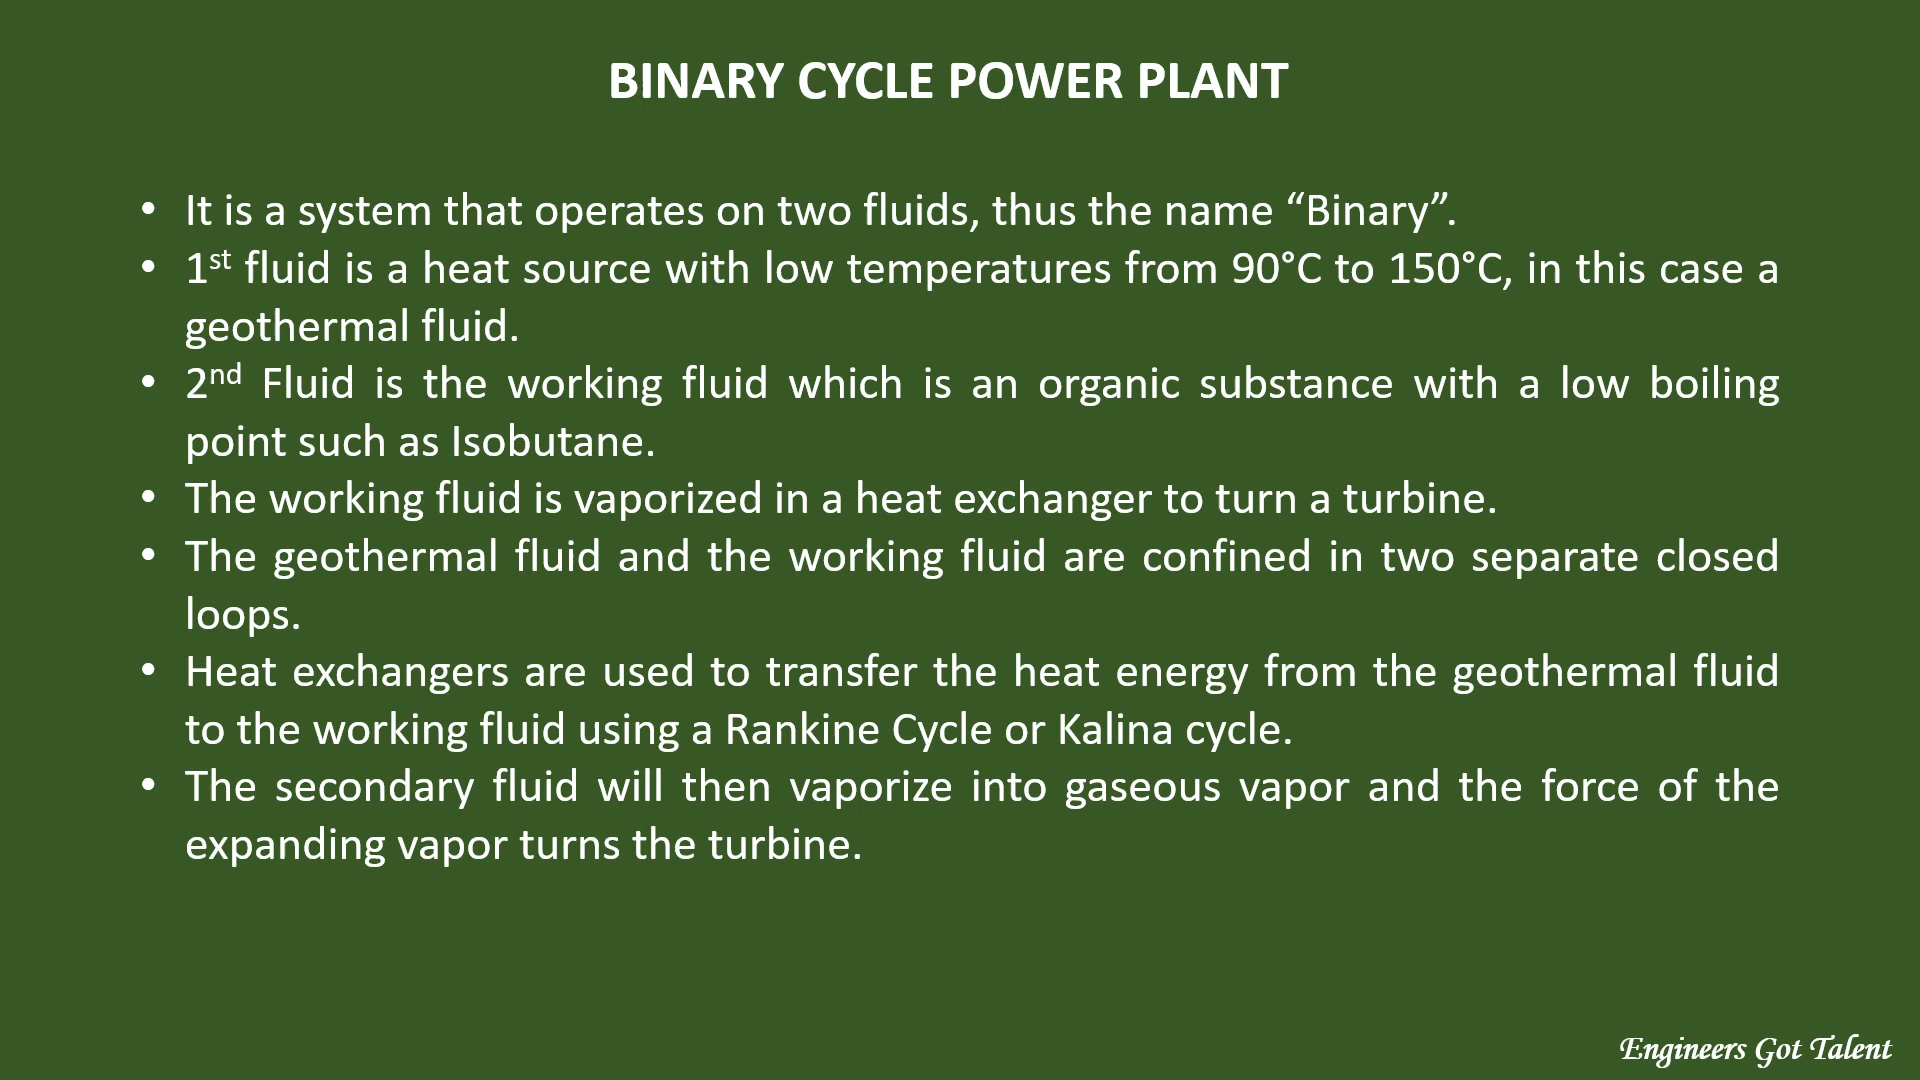 BINARY CYCLE POWER PLANT
• It is a system that operates on two fluids, thus the name “Binary”.
• 1st fluid is a heat source with low temperatures from 90°C to 150°C, in this case a
geothermal fluid.
• 2nd Fluid is the working fluid which is an organic substance with a low boiling
point such as Isobutane.
• The working fluid is vaporized in a heat exchanger to turn a turbine.
• The geothermal fluid and the working fluid are confined in two separate closed
loops.
• Heat exchangers are used to transfer the heat energy from the geothermal fluid
to the working fluid using a Rankine Cycle or Kalina cycle.
• The secondary fluid will then vaporize into gaseous vapor and the force of the
expanding vapor turns the turbine.
Engineers Got Talent